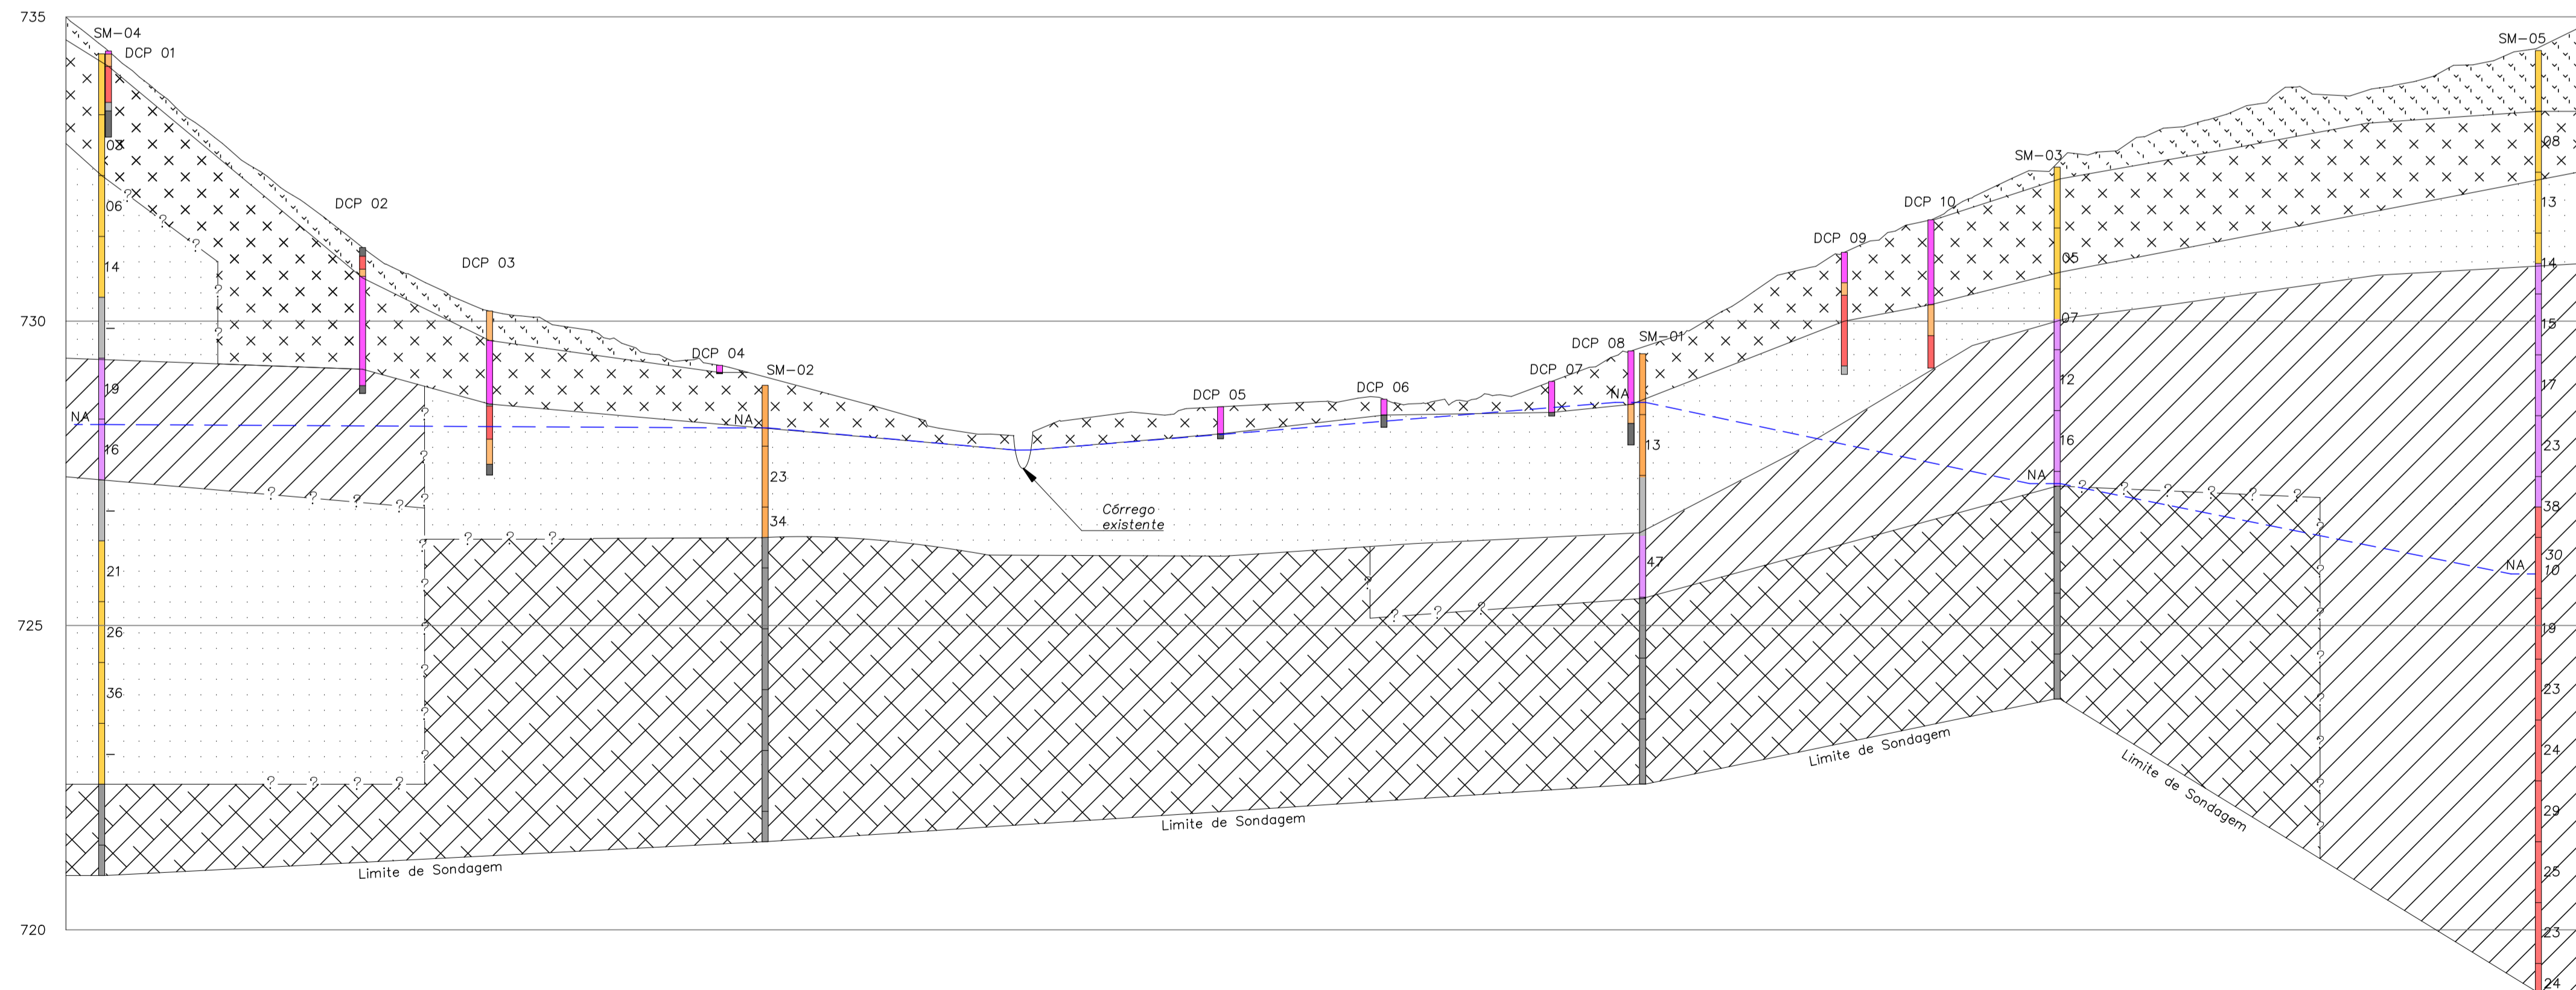 735
SM-04
DCP 01
03
06
14
19
NA
16
21
26
36
DCP 02
DCP 03
DCP 04
SM-02
NA
23
34
Córrego
existente
DCP 05
DCP 06
DCP 07
DCP 08
SM-01
NA
13
47
DCP 09
DCP 10
SM-03
05
07
12
16
NA
SM-05
08
13
14
15
17
23
38
30
10
NA
19
23
24
29
25
23
24
730
725
720
? ? ? ? ?
? ? ? ?
? ? ? ?
? ? ?
? ? ? ?
? ? ? ? ? ? ? ?
? ? ? ?
? ? ? ? ? ?
? ? ? ? ? ? ? ?
Limite de Sondagem
Limite de Sondagem
Limite de Sondagem
Limite de Sondagem